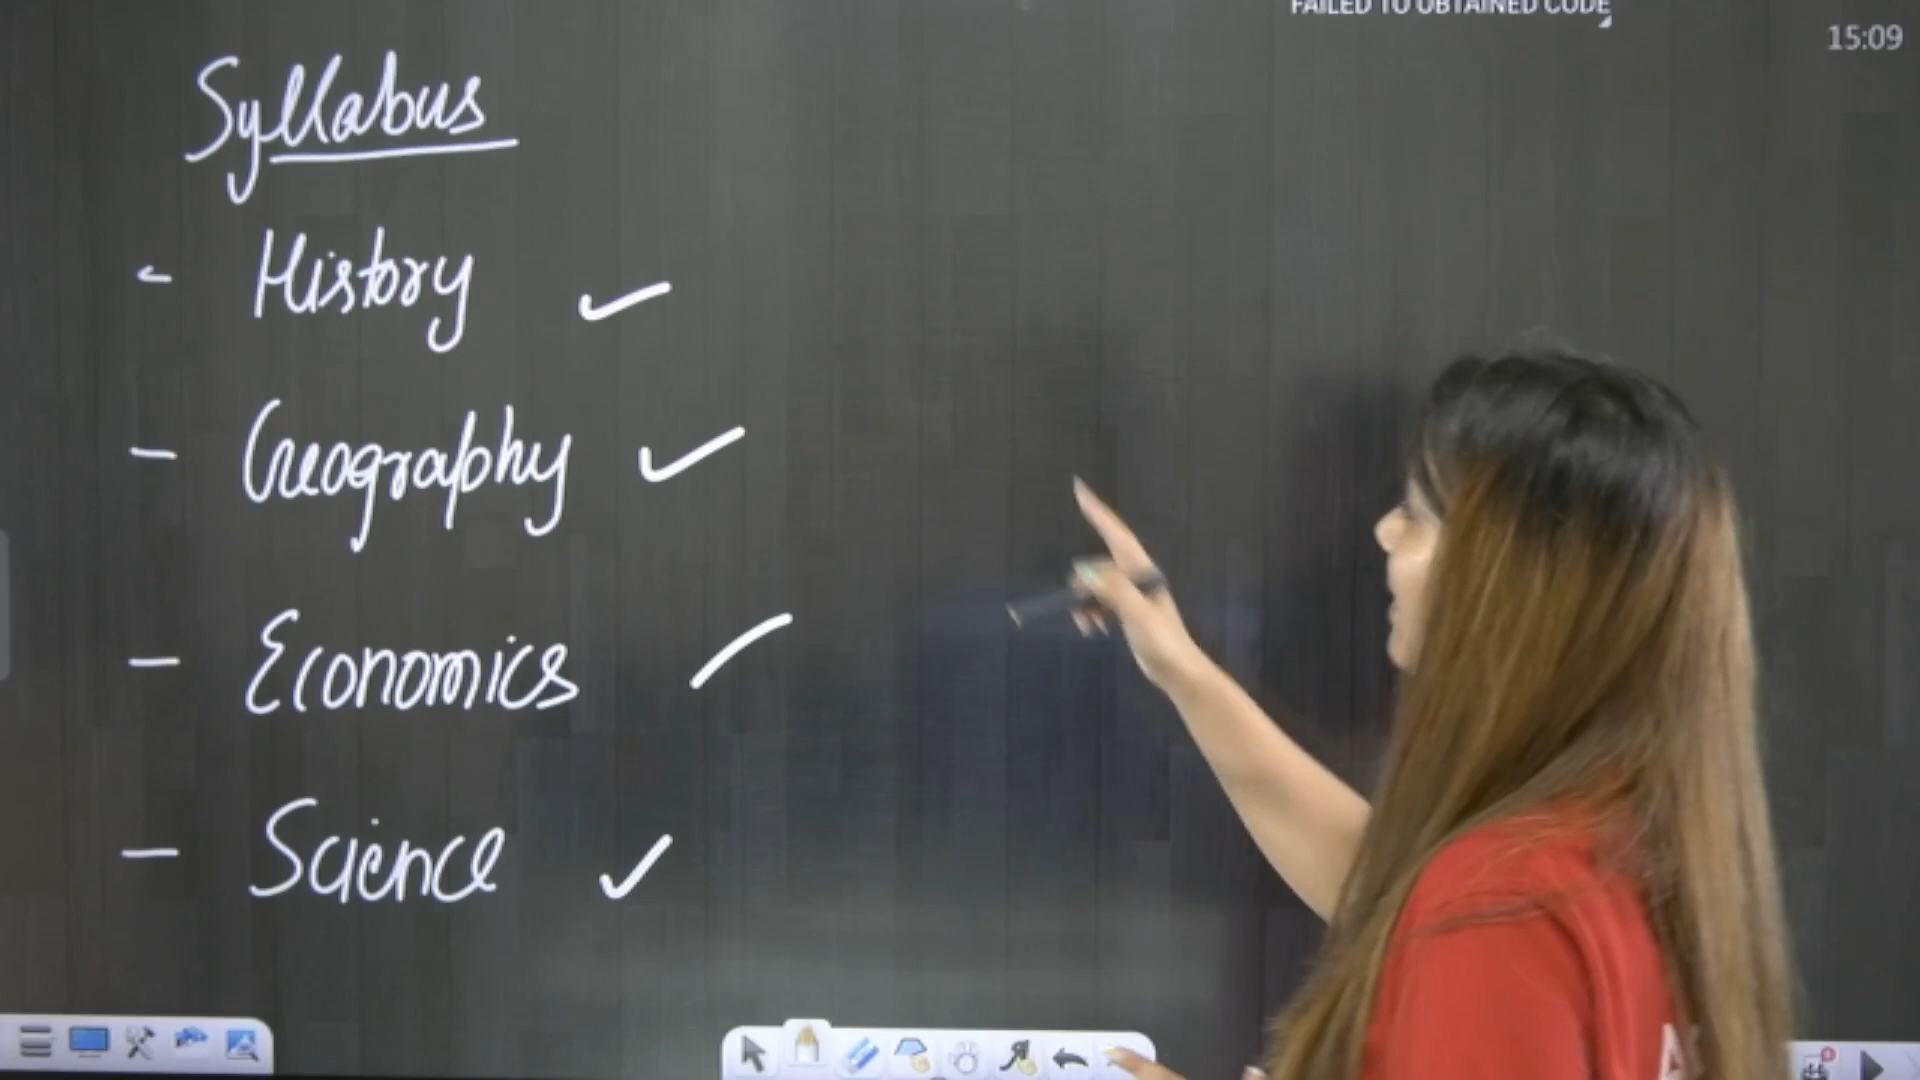 FAILED TO OBTAINED CODE
15:09
Syllabus
- History ✓
- Geography ✓
- Economics
- Science ✓